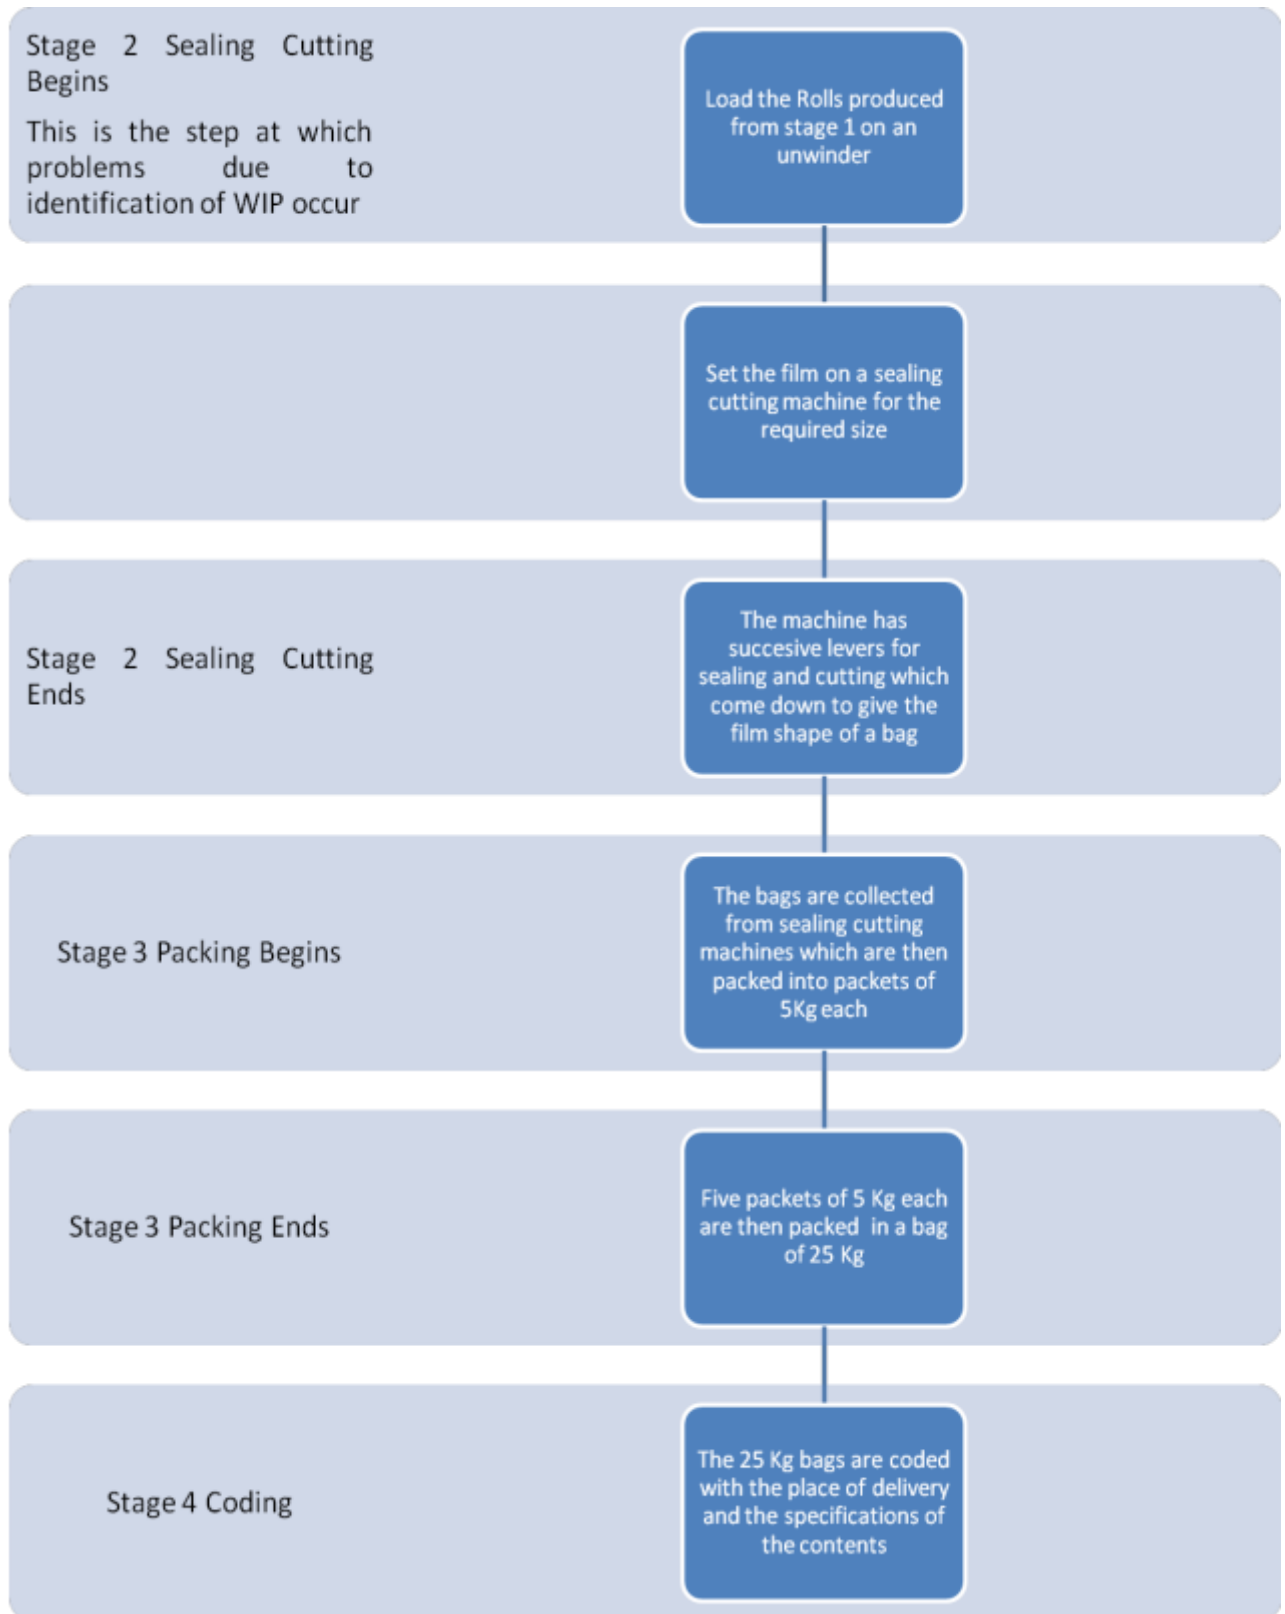 Stage 2 Sealing Cutting
Begins
This is the step at which
problems due to
identification of WIP occur
Load the Rolls produced
from stage 1 on an
unwinder
Set the film on a sealing
cutting machine for the
required size
Stage 2 Sealing Cutting
Ends
The machine has
succesive levers for
sealing and cutting which
come down to give the
film shape of a bag
Stage 3 Packing Begins
The bags are collected
from sealing cutting
machines which are then
packed into packets of
5Kg each
Stage 3 Packing Ends
Five packets of 5 Kg each
are then packed in a bag
of 25 Kg
Stage 4 Coding
The 25 Kg bags are coded
with the place of delivery
and the specifications of
the contents